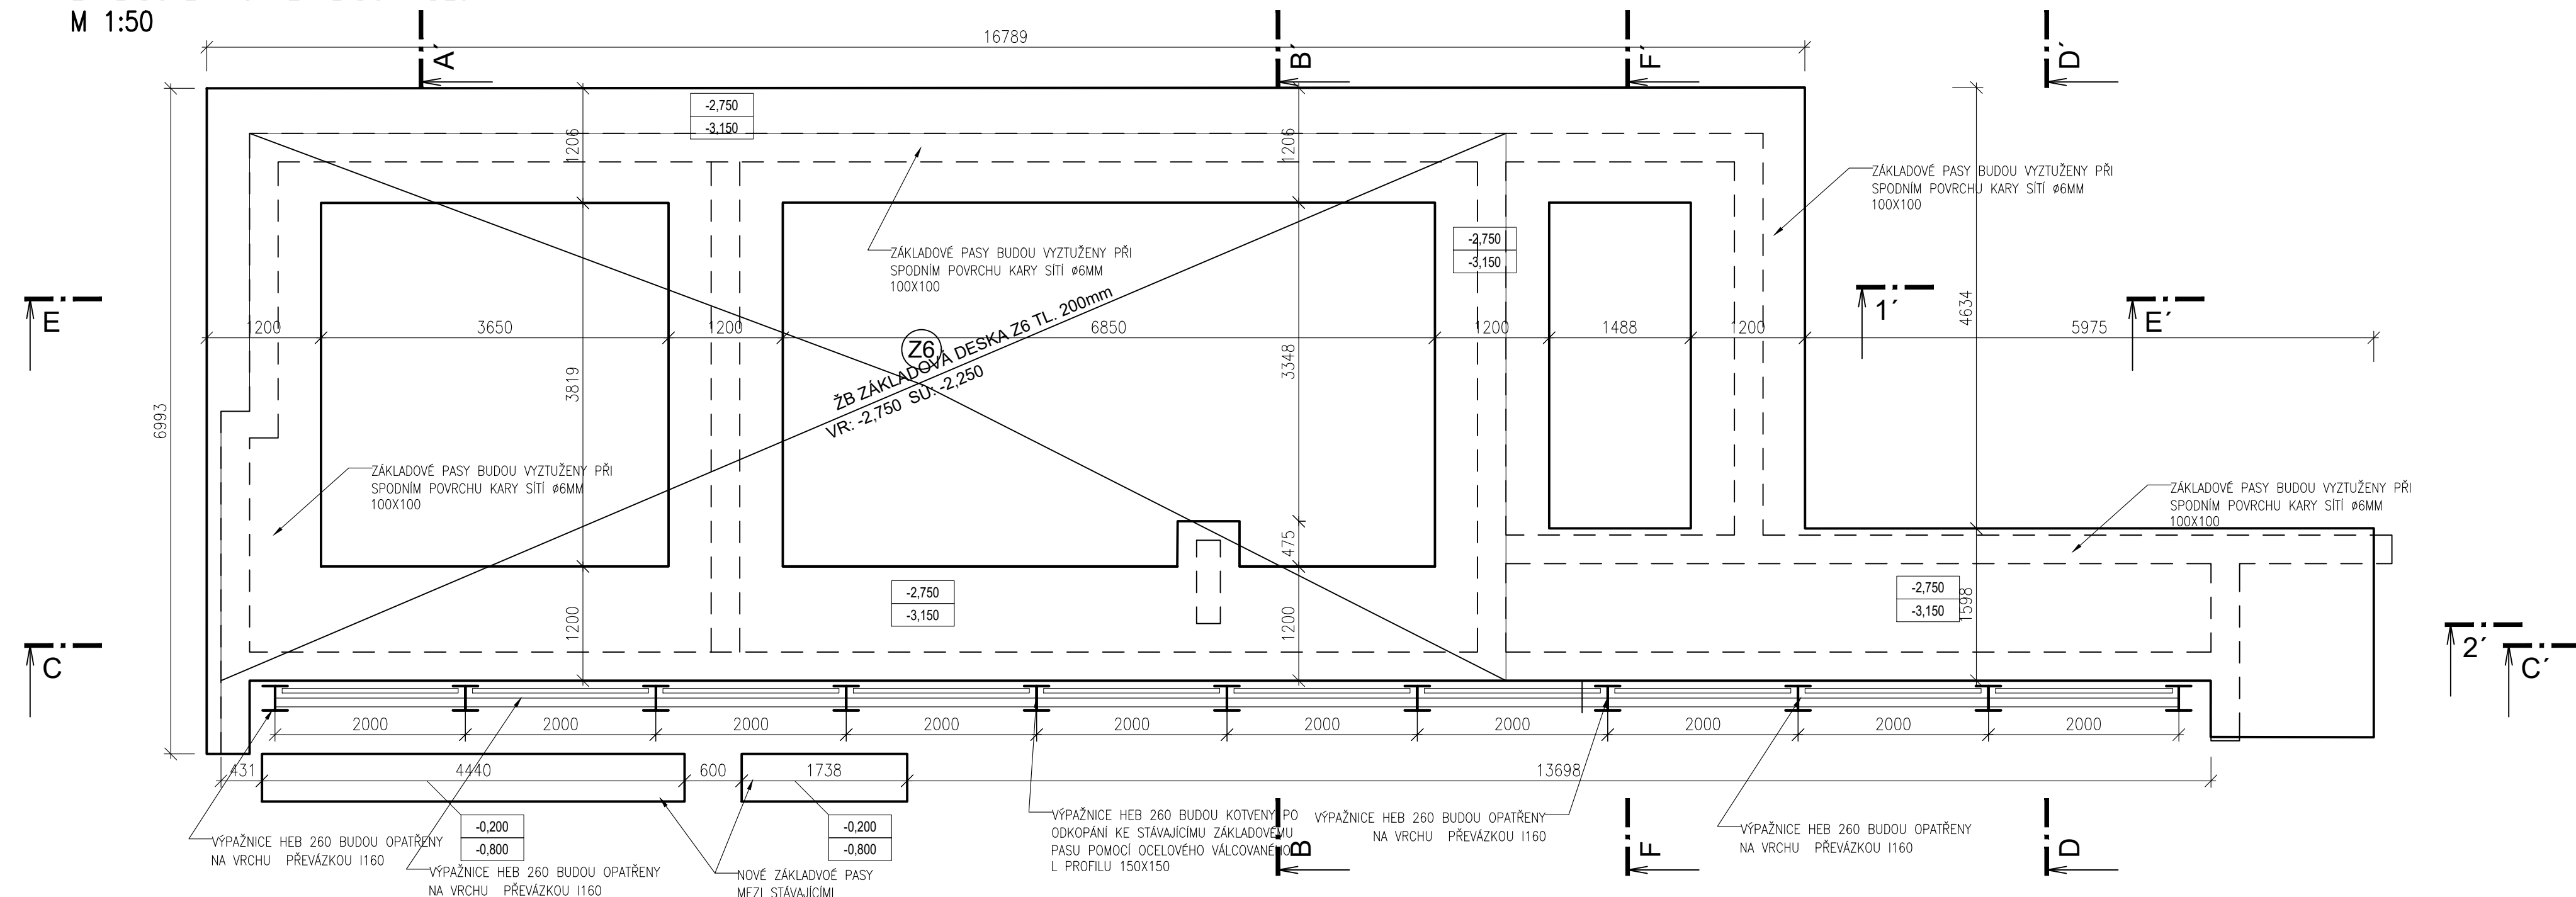 M 1:50
16789
A´
B´
F´
D´
-2,750
-3,150
1206
1206
ZÁKLADOVÉ PASY BUDOU VYZTUŽENY PŘI
SPODNÍM POVRCHU KARY SÍTÍ ø6MM
100X100
ZÁKLADOVÉ PASY BUDOU VYZTUŽENY PŘI
SPODNÍM POVRCHU KARY SÍTÍ ø6MM
100X100
-2,750
-3,150
E
1´
E´
4634
1200
3650
1200
6850
1200
1488
1200
5975
Z6
ŽB ZÁKLADOVÁ DESKA Z6 TL. 200mm
VR: -2,750 SÚ: -2,250
3819
3348
6993
ZÁKLADOVÉ PASY BUDOU VYZTUŽENY PŘI
SPODNÍM POVRCHU KARY SÍTÍ ø6MM
100X100
ZÁKLADOVÉ PASY BUDOU VYZTUŽENY PŘI
SPODNÍM POVRCHU KARY SÍTÍ ø6MM
100X100
475
-2,750
-3,150
-2,750
-3,150
1598
1200
1200
C
2´
C´
2000
2000
2000
2000
2000
2000
2000
2000
2000
2000
431
4440
600
1738
13698
-0,200
-0,800
-0,200
-0,800
VÝPAŽNICE HEB 260 BUDOU OPATŘENY
NA VRCHU PŘEVÁZKOU I160
VÝPAŽNICE HEB 260 BUDOU OPATŘENY
NA VRCHU PŘEVÁZKOU I160
NOVÉ ZÁKLADVOÉ PASY
MEZI STÁVAJÍCÍMI
VÝPAŽNICE HEB 260 BUDOU KOTVENY PO
ODKOPÁNÍ KE STÁVAJÍCÍMU ZÁKLADOVÉMU
PASU POMOCÍ OCELOVÉHO VÁLCOVANÉHO
L PROFILU 150X150
VÝPAŽNICE HEB 260 BUDOU OPATŘENY
NA VRCHU PŘEVÁZKOU I160
VÝPAŽNICE HEB 260 BUDOU OPATŘENY
NA VRCHU PŘEVÁZKOU I160
B
F
D